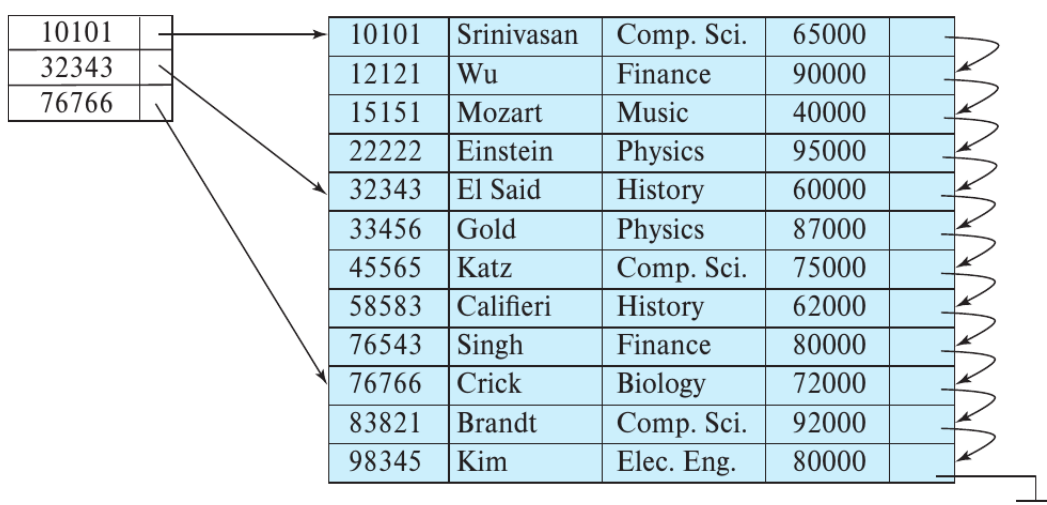 10101 10101 Srinivasan Comp. Sci. 65000
32343 12121 Wu Finance 90000
76766 15151 Mozart Music 40000
22222 Einstein Physics 95000
32343 El Said History 60000
33456 Gold Physics 87000
45565 Katz Comp. Sci. 75000
58583 Califieri History 62000
76543 Singh Finance 80000
76766 Crick Biology 72000
83821 Brandt Comp. Sci. 92000
98345 Kim Elec. Eng. 80000